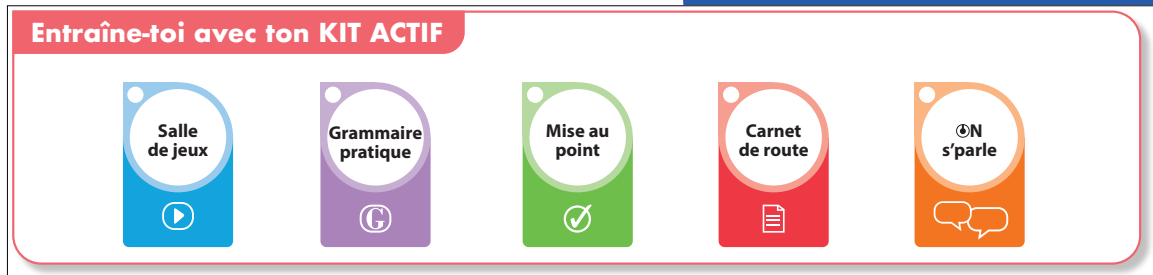 Entraîne-toi avec ton KIT ACTIF
Salle
de jeux
Grammaire
pratique
Mise au
point
Carnet
de route
ON
s'parle
G